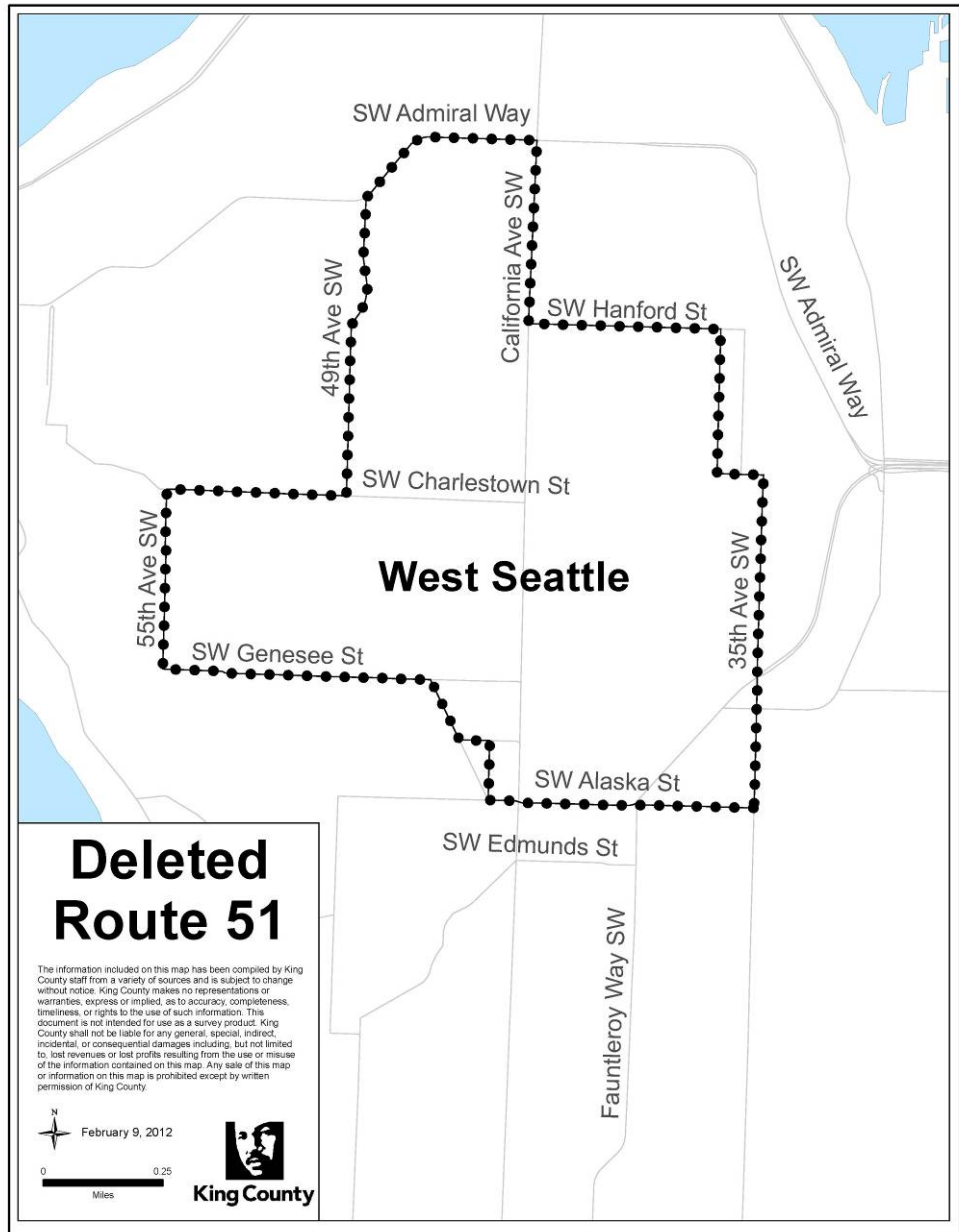 SW Admiral Way
California Ave SW
SW Hanford St
SW Admiral Way
49th Ave SW
SW Charlestown St
55th Ave SW
West Seattle
35th Ave SW
SW Genesee St
SW Alaska St
SW Edmunds St
Fauntleroy Way SW
Deleted
Route 51
The information included on this map has been compiled by King
County staff from a variety of sources and is subject to change
without notice. King County makes no representations or
warranties, express or implied, as to accuracy, completeness,
timeliness, or rights to the use of such information. This
document is not intended for use as a survey product. King
County shall not be liable for any general, special, indirect,
incidental, or consequential damages including, but not limited
to, lost revenues or lost profits resulting from the use or misuse
of the information contained on this map. Any sale of this map
or information on this map is prohibited except by written
permission of King County.
N
February 9, 2012
0 0.25
Miles
King County